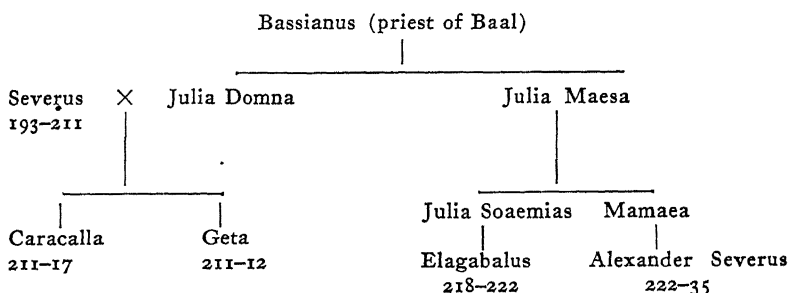 Bassianus (priest of Baal)
Severus × Julia Domna Julia Maesa
193–211
Julia Soaemias Mamaea
Caracalla Geta Elagabalus Alexander Severus
211–17 211–12 218–222 222–35